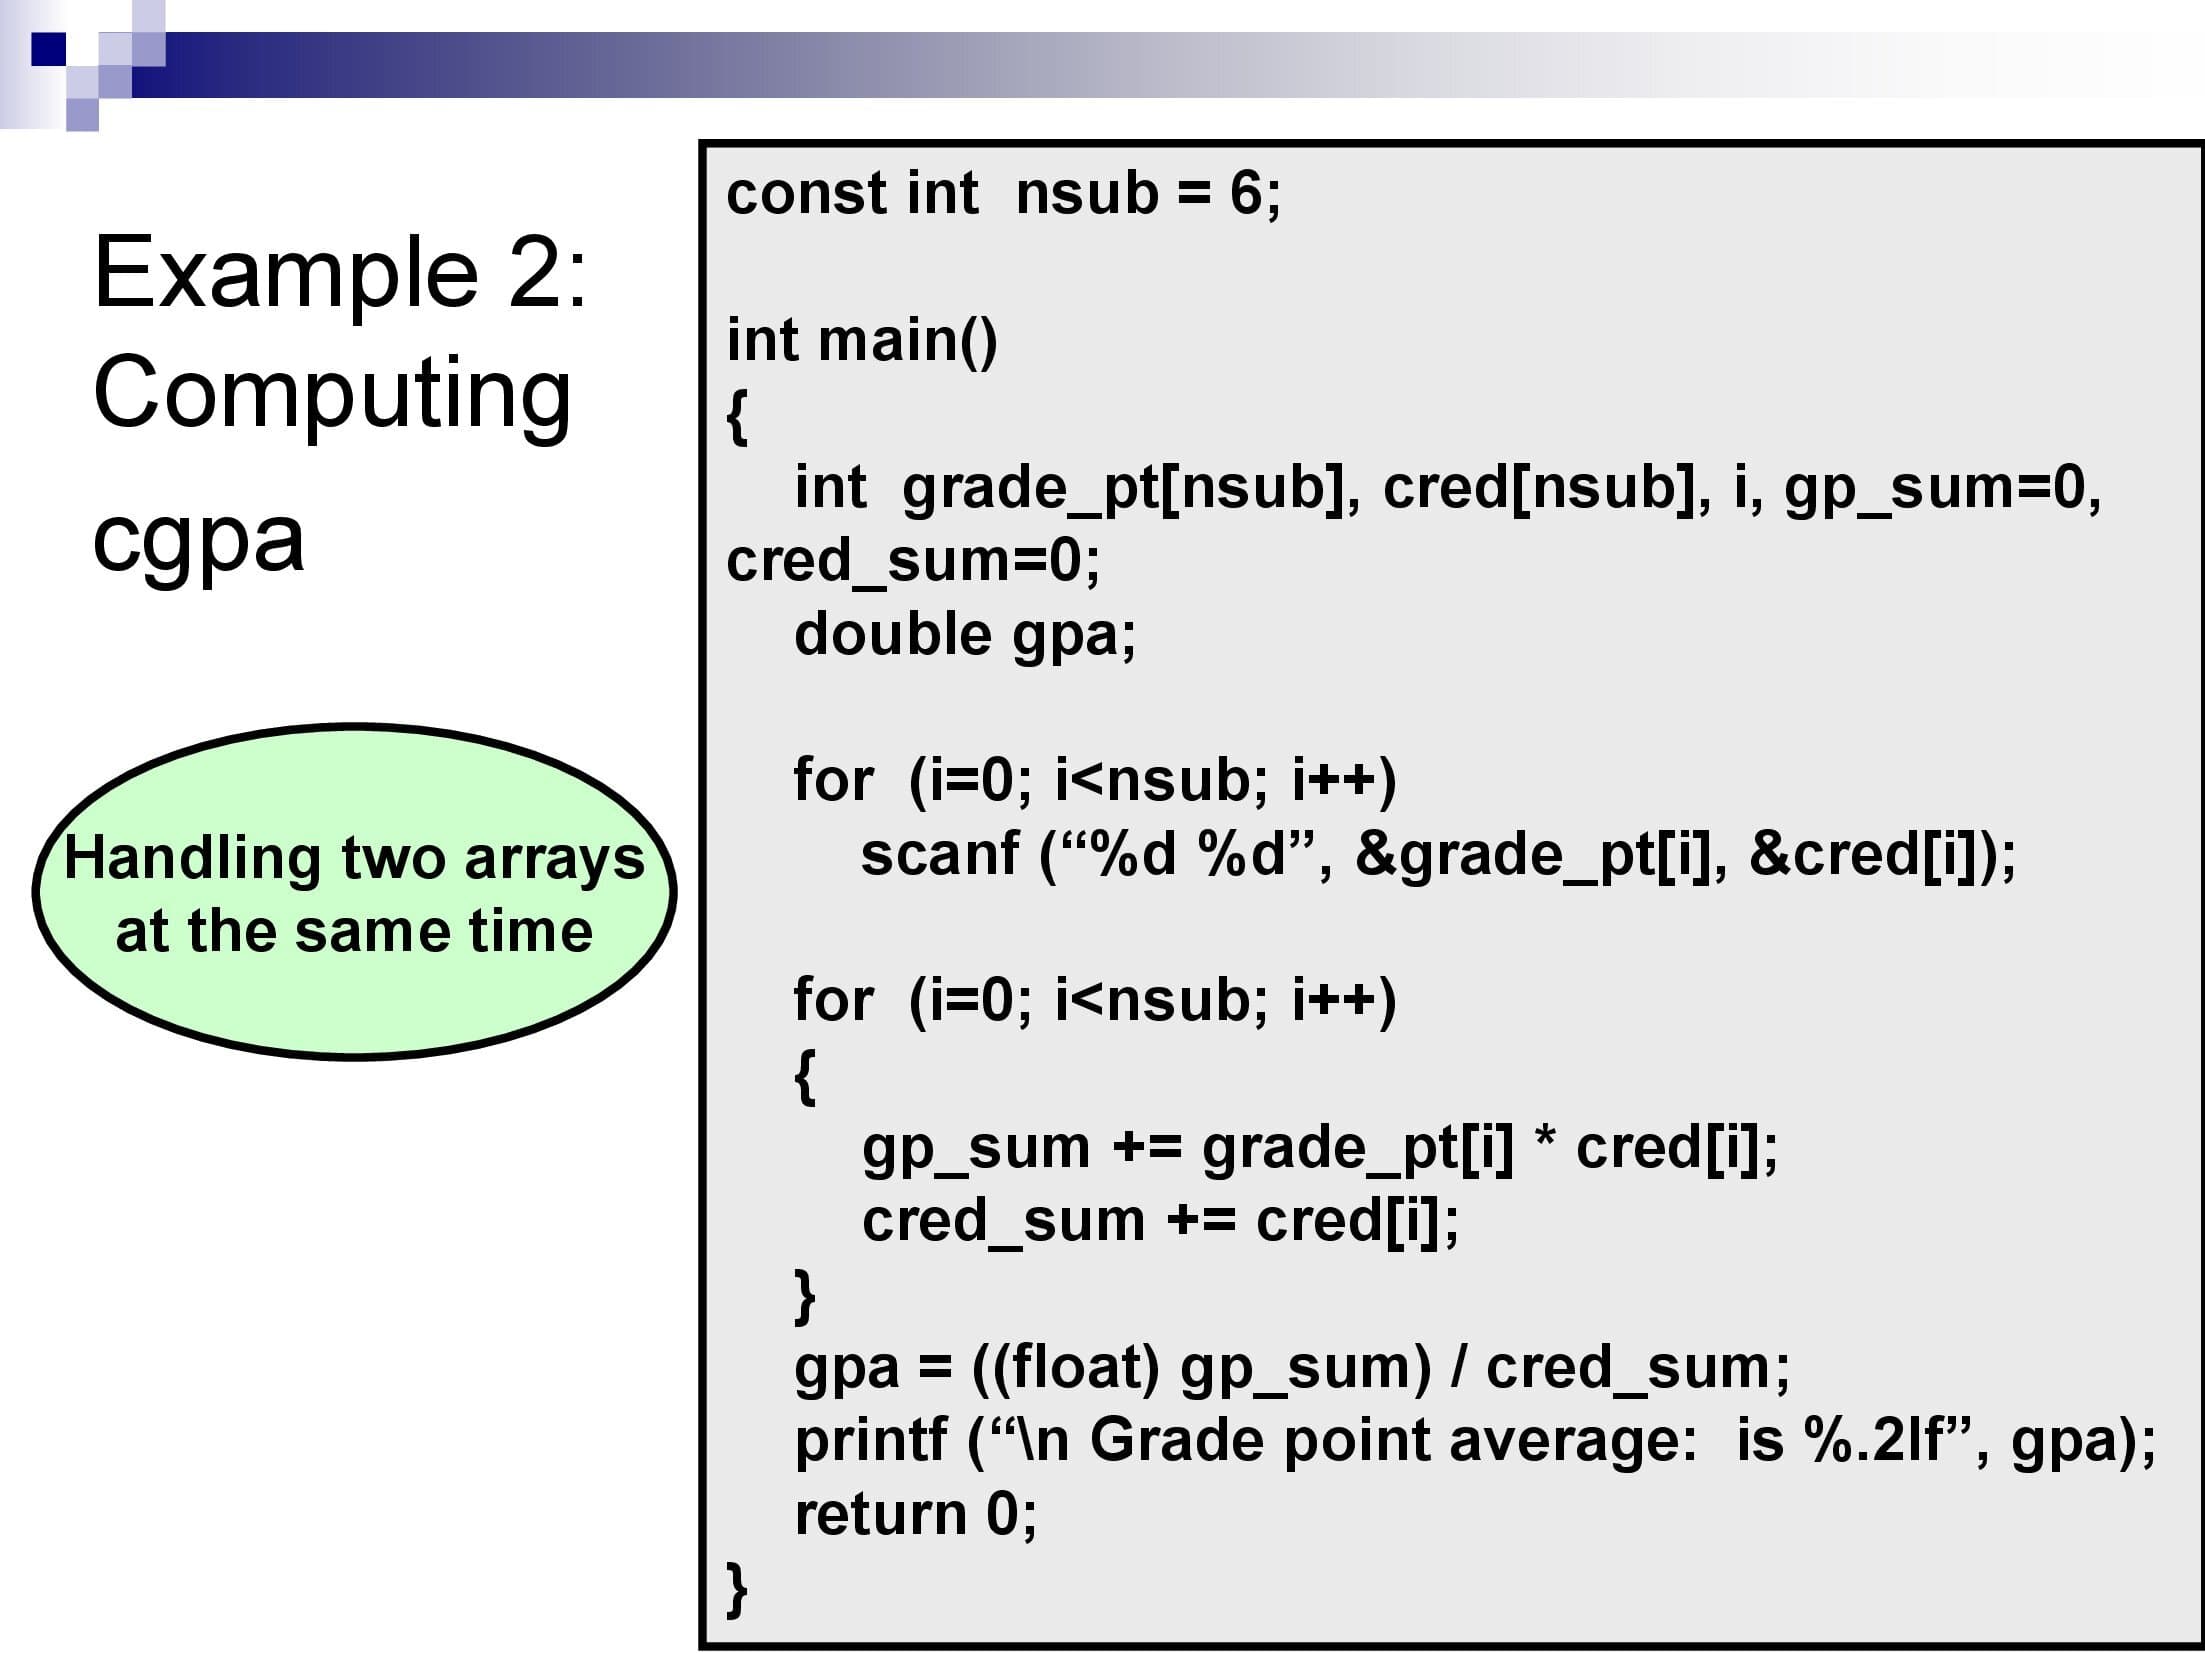 Example 2:
Computing
cgpa
Handling two arrays
at the same time
const int  nsub = 6;
int main()
{
int  grade_pt[nsub], cred[nsub], i, gp_sum=0,
cred_sum=0;
double gpa;
for  (i=0; i<nsub; i++)
scanf (“%d %d”, &grade_pt[i], &cred[i]);
for  (i=0; i<nsub; i++)
{
gp_sum += grade_pt[i] * cred[i];
cred_sum += cred[i];
}
gpa = ((float) gp_sum) / cred_sum;
printf (“\n Grade point average:  is %.2lf”, gpa);
return 0;
}